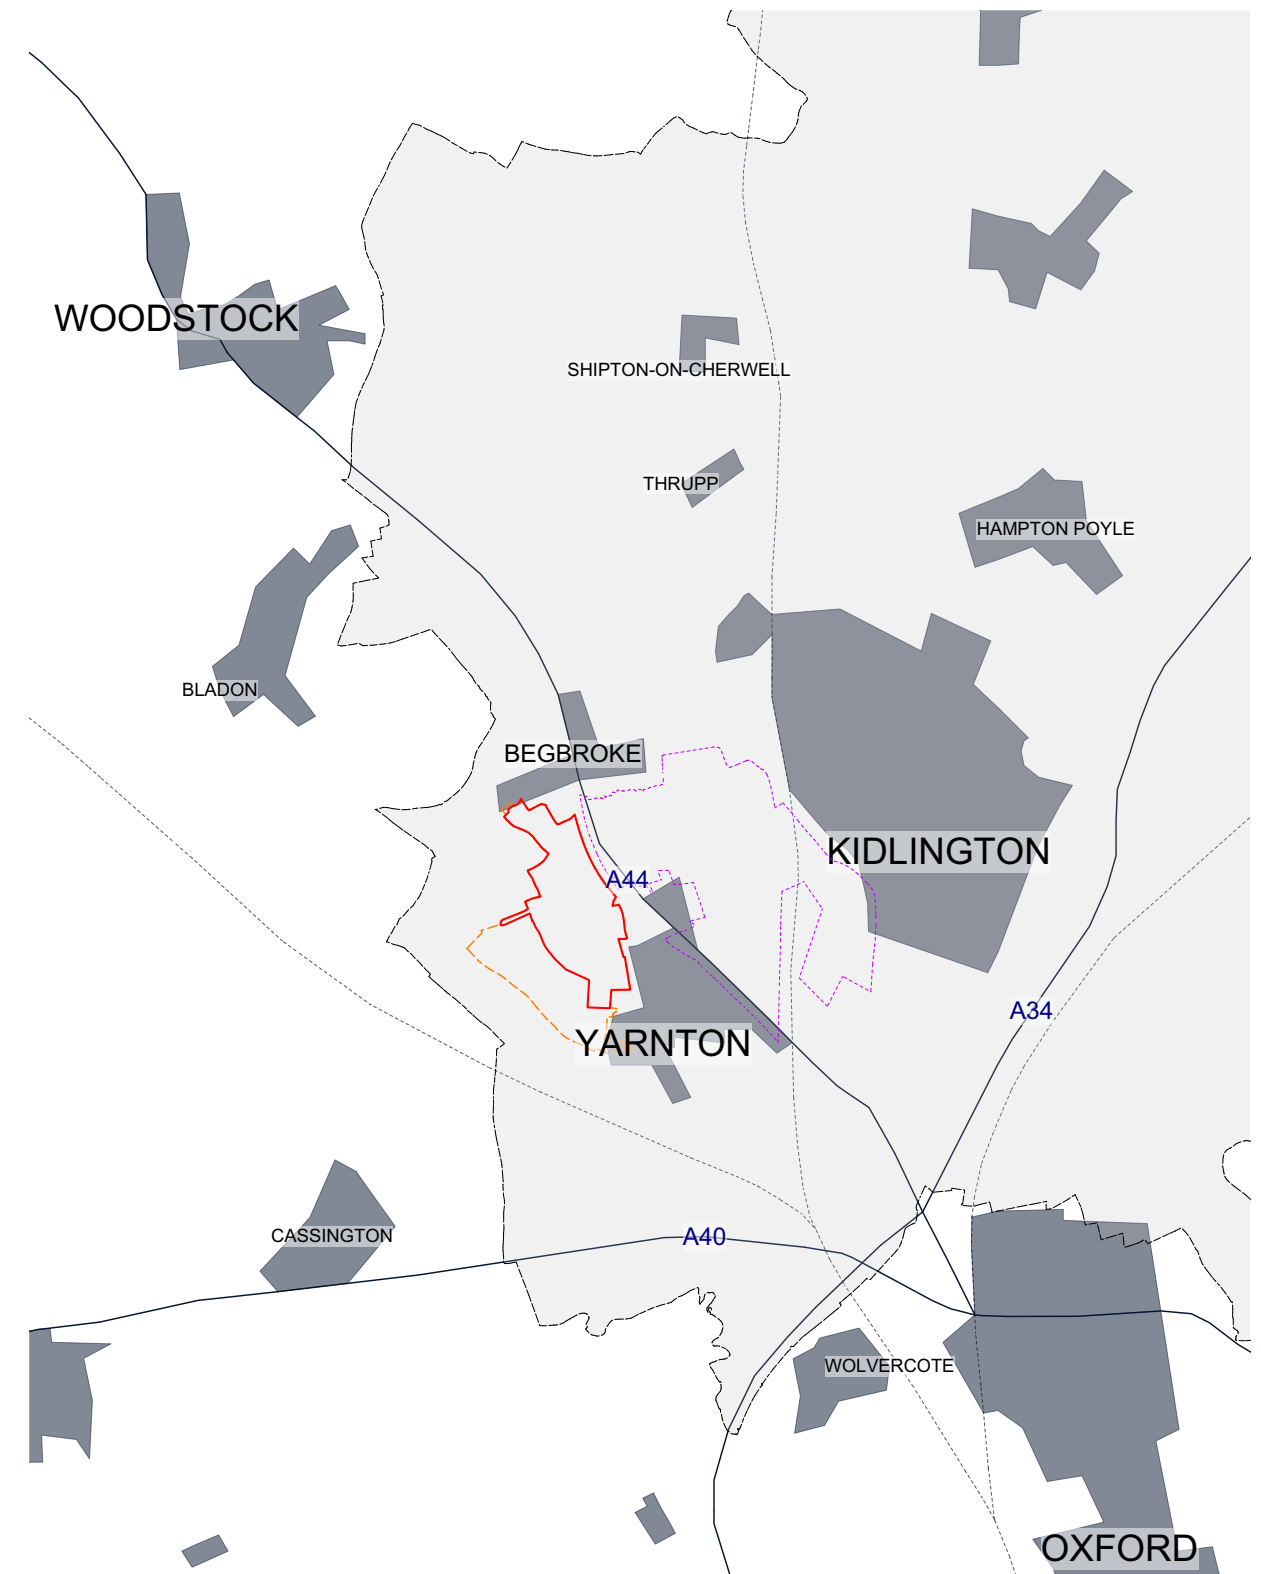 WOODSTOCK
SHIPTON-ON-CHERWELL
THRUPP
HAMPTON POYLE
BLADON
BEGBROKE
KIDLINGTON
A44
A34
YARNTON
CASSINGTON
A40
WOLVERCOTE
OXFORD